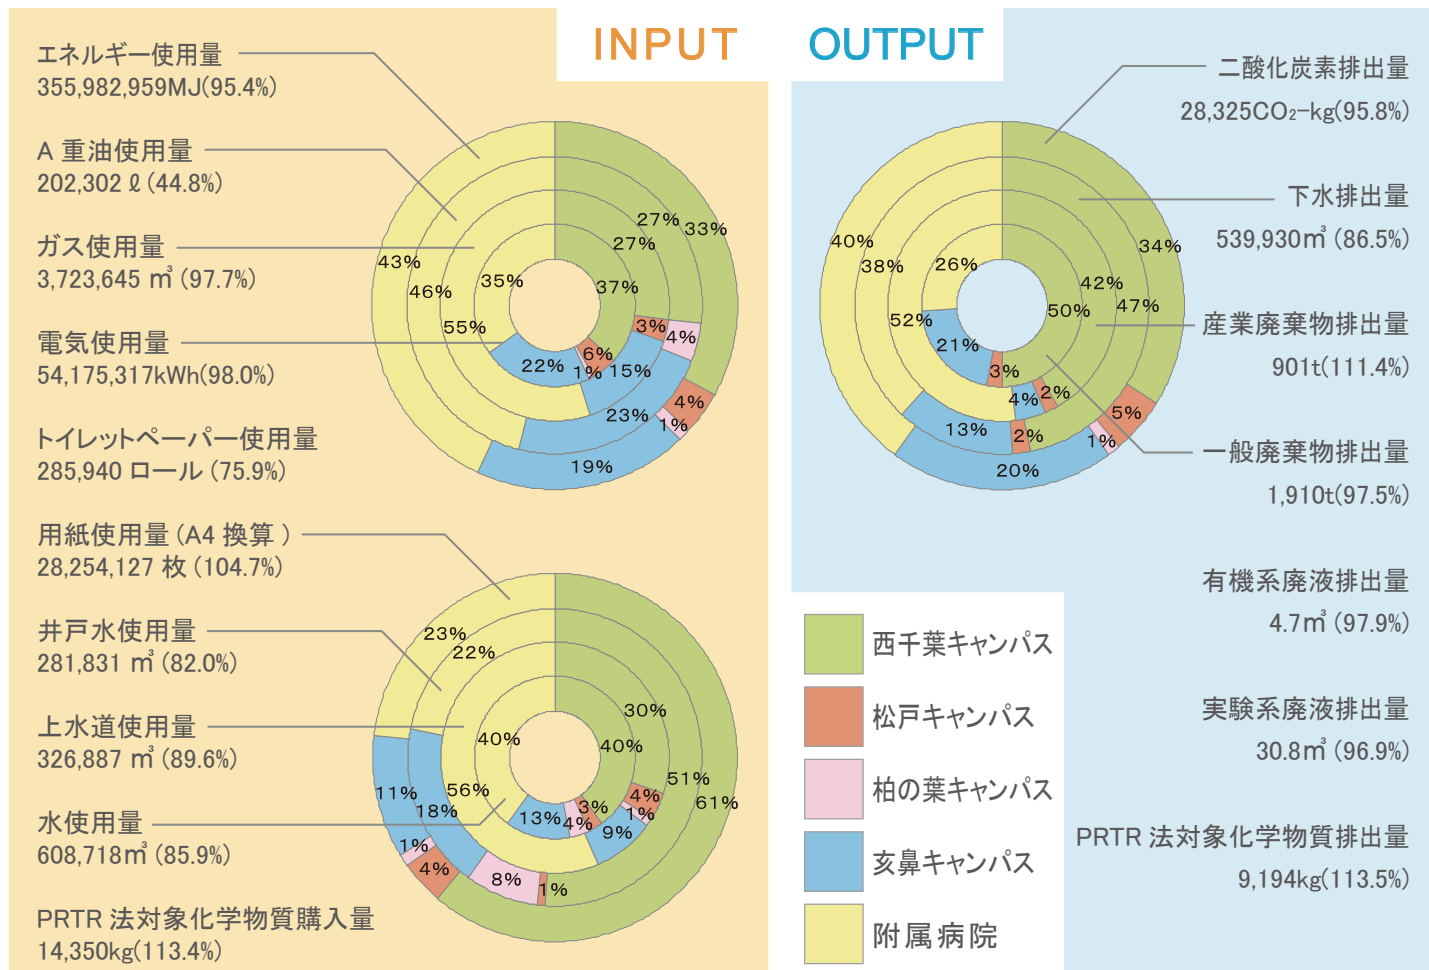 INPUT
エネルギー使用量
355,982,959MJ(95.4%)
A 重油使用量
202,302 ℓ (44.8%)
ガス使用量
3,723,645 ㎥ (97.7%)
電気使用量
54,175,317kWh(98.0%)
トイレットペーパー使用量
285,940 ロール (75.9%)
用紙使用量 (A4 換算 )
28,254,127 枚 (104.7%)
井戸水使用量
281,831 ㎥ (82.0%)
上水道使用量
326,887 ㎥ (89.6%)
水使用量
608,718㎥ (85.9%)
PRTR 法対象化学物質購入量
14,350kg(113.4%)
33%
4%
1%
19%
43%
27%
4%
23%
46%
27%
3%
15%
55%
37%
6%
1%
22%
35%
61%
4%
1%
11%
23%
51%
1%
8%
18%
22%
30%
4%
1%
9%
56%
40%
3%
4%
13%
40%
OUTPUT
二酸化炭素排出量
28,325CO₂-kg(95.8%)
下水排出量
539,930㎥ (86.5%)
産業廃棄物排出量
901t(111.4%)
一般廃棄物排出量
1,910t(97.5%)
有機系廃液排出量
4.7㎥ (97.9%)
実験系廃液排出量
30.8㎥ (96.9%)
PRTR 法対象化学物質排出量
9,194kg(113.5%)
34%
5%
1%
20%
40%
47%
2%
13%
38%
42%
2%
4%
52%
50%
3%
21%
26%
西千葉キャンパス
松戸キャンパス
柏の葉キャンパス
亥鼻キャンパス
附属病院